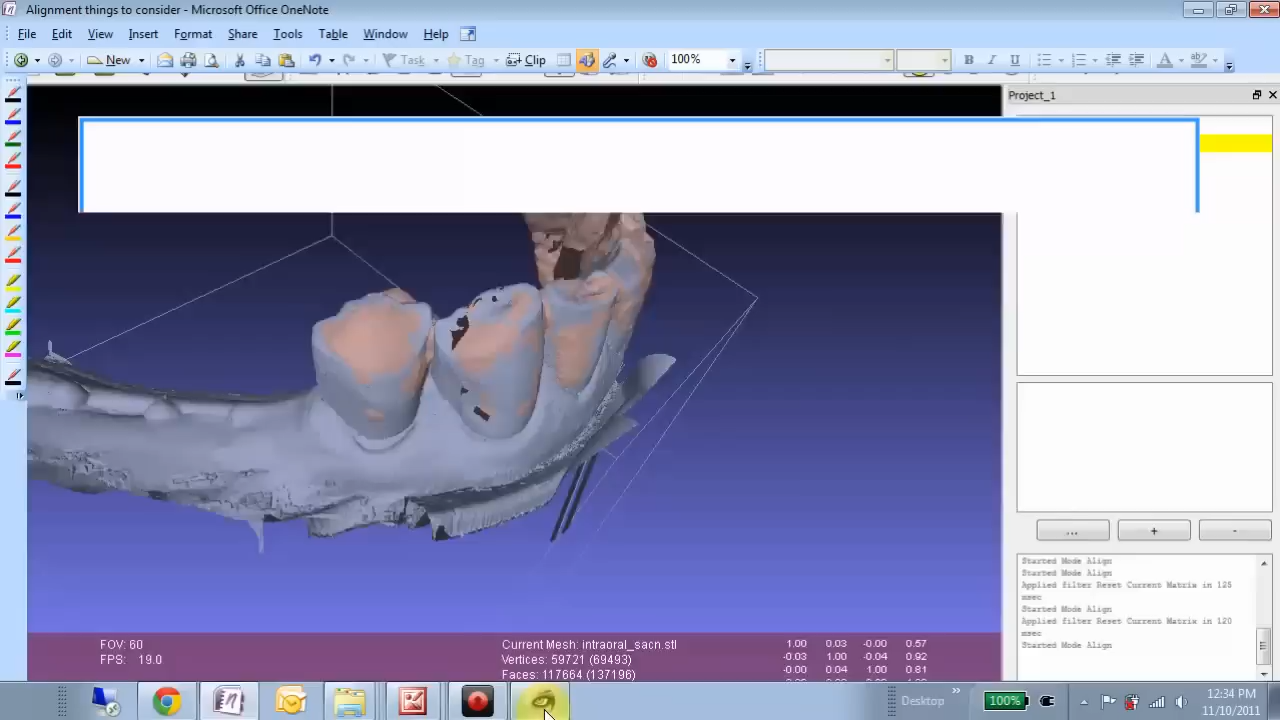 Alignment things to consider - Microsoft Office OneNote
File Edit View Insert Format Share Tools Table Window Help
New Task Tag Clip 100% B I U A ab
Project_1
... + -
Started Mode Align
Started Mode Align
Applied filter Reset Current Matrix in 125
msec
Started Mode Align
Applied filter Reset Current Matrix in 120
msec
Started Mode Align
FOV: 60
FPS: 19.0
Current Mesh: intraoral_sacn.stl
Vertices: 59721 (69493)
Faces: 117664 (137196)
1.00 0.03 -0.00 0.57
-0.03 1.00 -0.04 0.92
-0.00 0.04 1.00 0.81
Desktop
100%
12:34 PM
11/10/2011